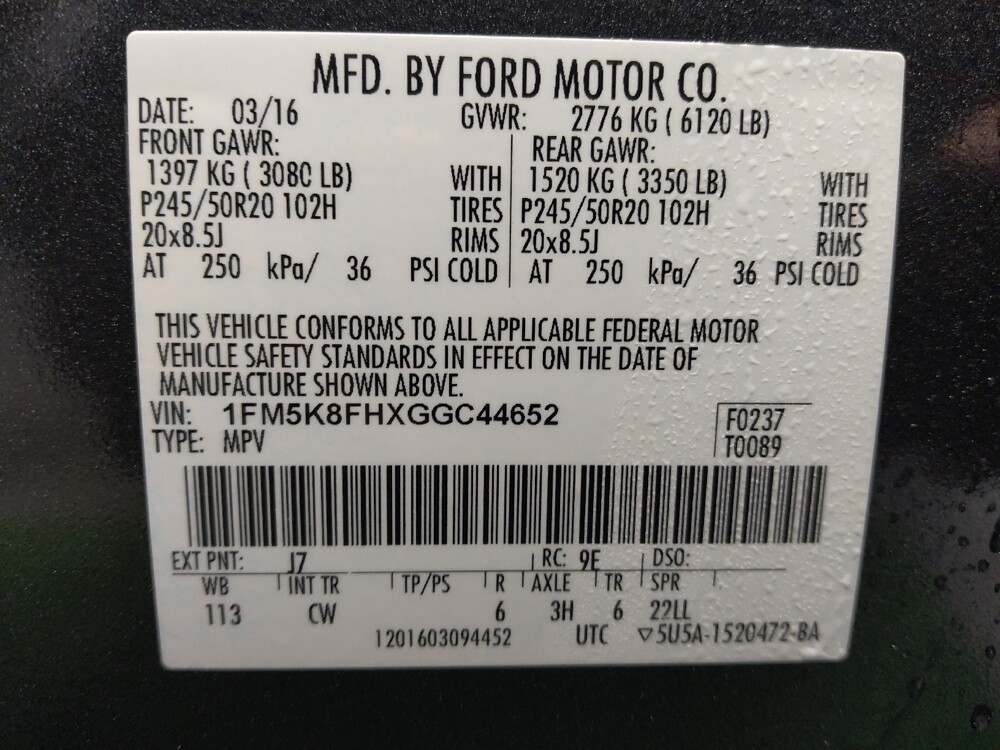 MFD. BY FORD MOTOR CO.
DATE: 03/16 GVWR: 2776 KG ( 6120 LB)
FRONT GAWR: REAR GAWR:
1397 KG ( 3080 LB) WITH 1520 KG ( 3350 LB) WITH
P245/50R20 102H TIRES P245/50R20 102H TIRES
20x8.5J RIMS 20x8.5J RIMS
AT 250 kPa/ 36 PSI COLD AT 250 kPa/ 36 PSI COLD
THIS VEHICLE CONFORMS TO ALL APPLICABLE FEDERAL MOTOR
VEHICLE SAFETY STANDARDS IN EFFECT ON THE DATE OF
MANUFACTURE SHOWN ABOVE.
VIN: 1FM5K8FHXGGC44652 F0237
TYPE: MPV T0089
EXT PNT: J7 RC: 9E DSO:
WB INT TR TP/PS R AXLE TR SPR
113 CW 6 3H 6 22LL
1201603094452 UTC ▽5U5A-1520472-BA